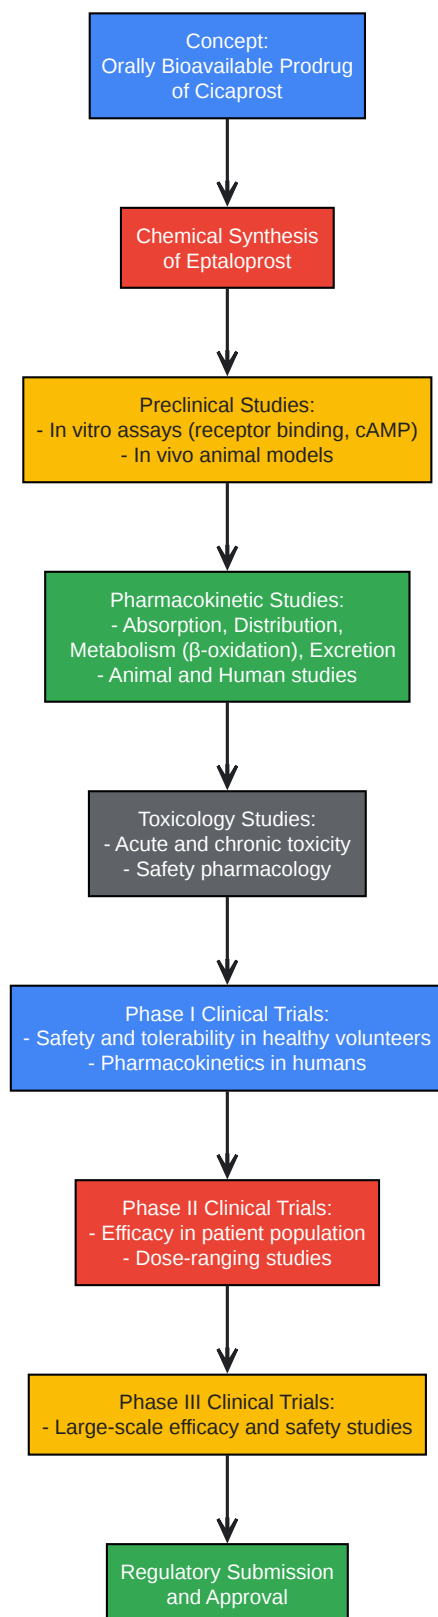 Concept:
Orally Bioavailable Prodrug
of Cicaprost
Chemical Synthesis
of Eptaloprost
Preclinical Studies:
- In vitro assays (receptor binding, cAMP)
- In vivo animal models
Pharmacokinetic Studies:
- Absorption, Distribution,
Metabolism (β-oxidation), Excretion
- Animal and Human studies
Toxicology Studies:
- Acute and chronic toxicity
- Safety pharmacology
Phase I Clinical Trials:
- Safety and tolerability in healthy volunteers
- Pharmacokinetics in humans
Phase II Clinical Trials:
- Efficacy in patient population
- Dose-ranging studies
Phase III Clinical Trials:
- Large-scale efficacy and safety studies
Regulatory Submission
and Approval